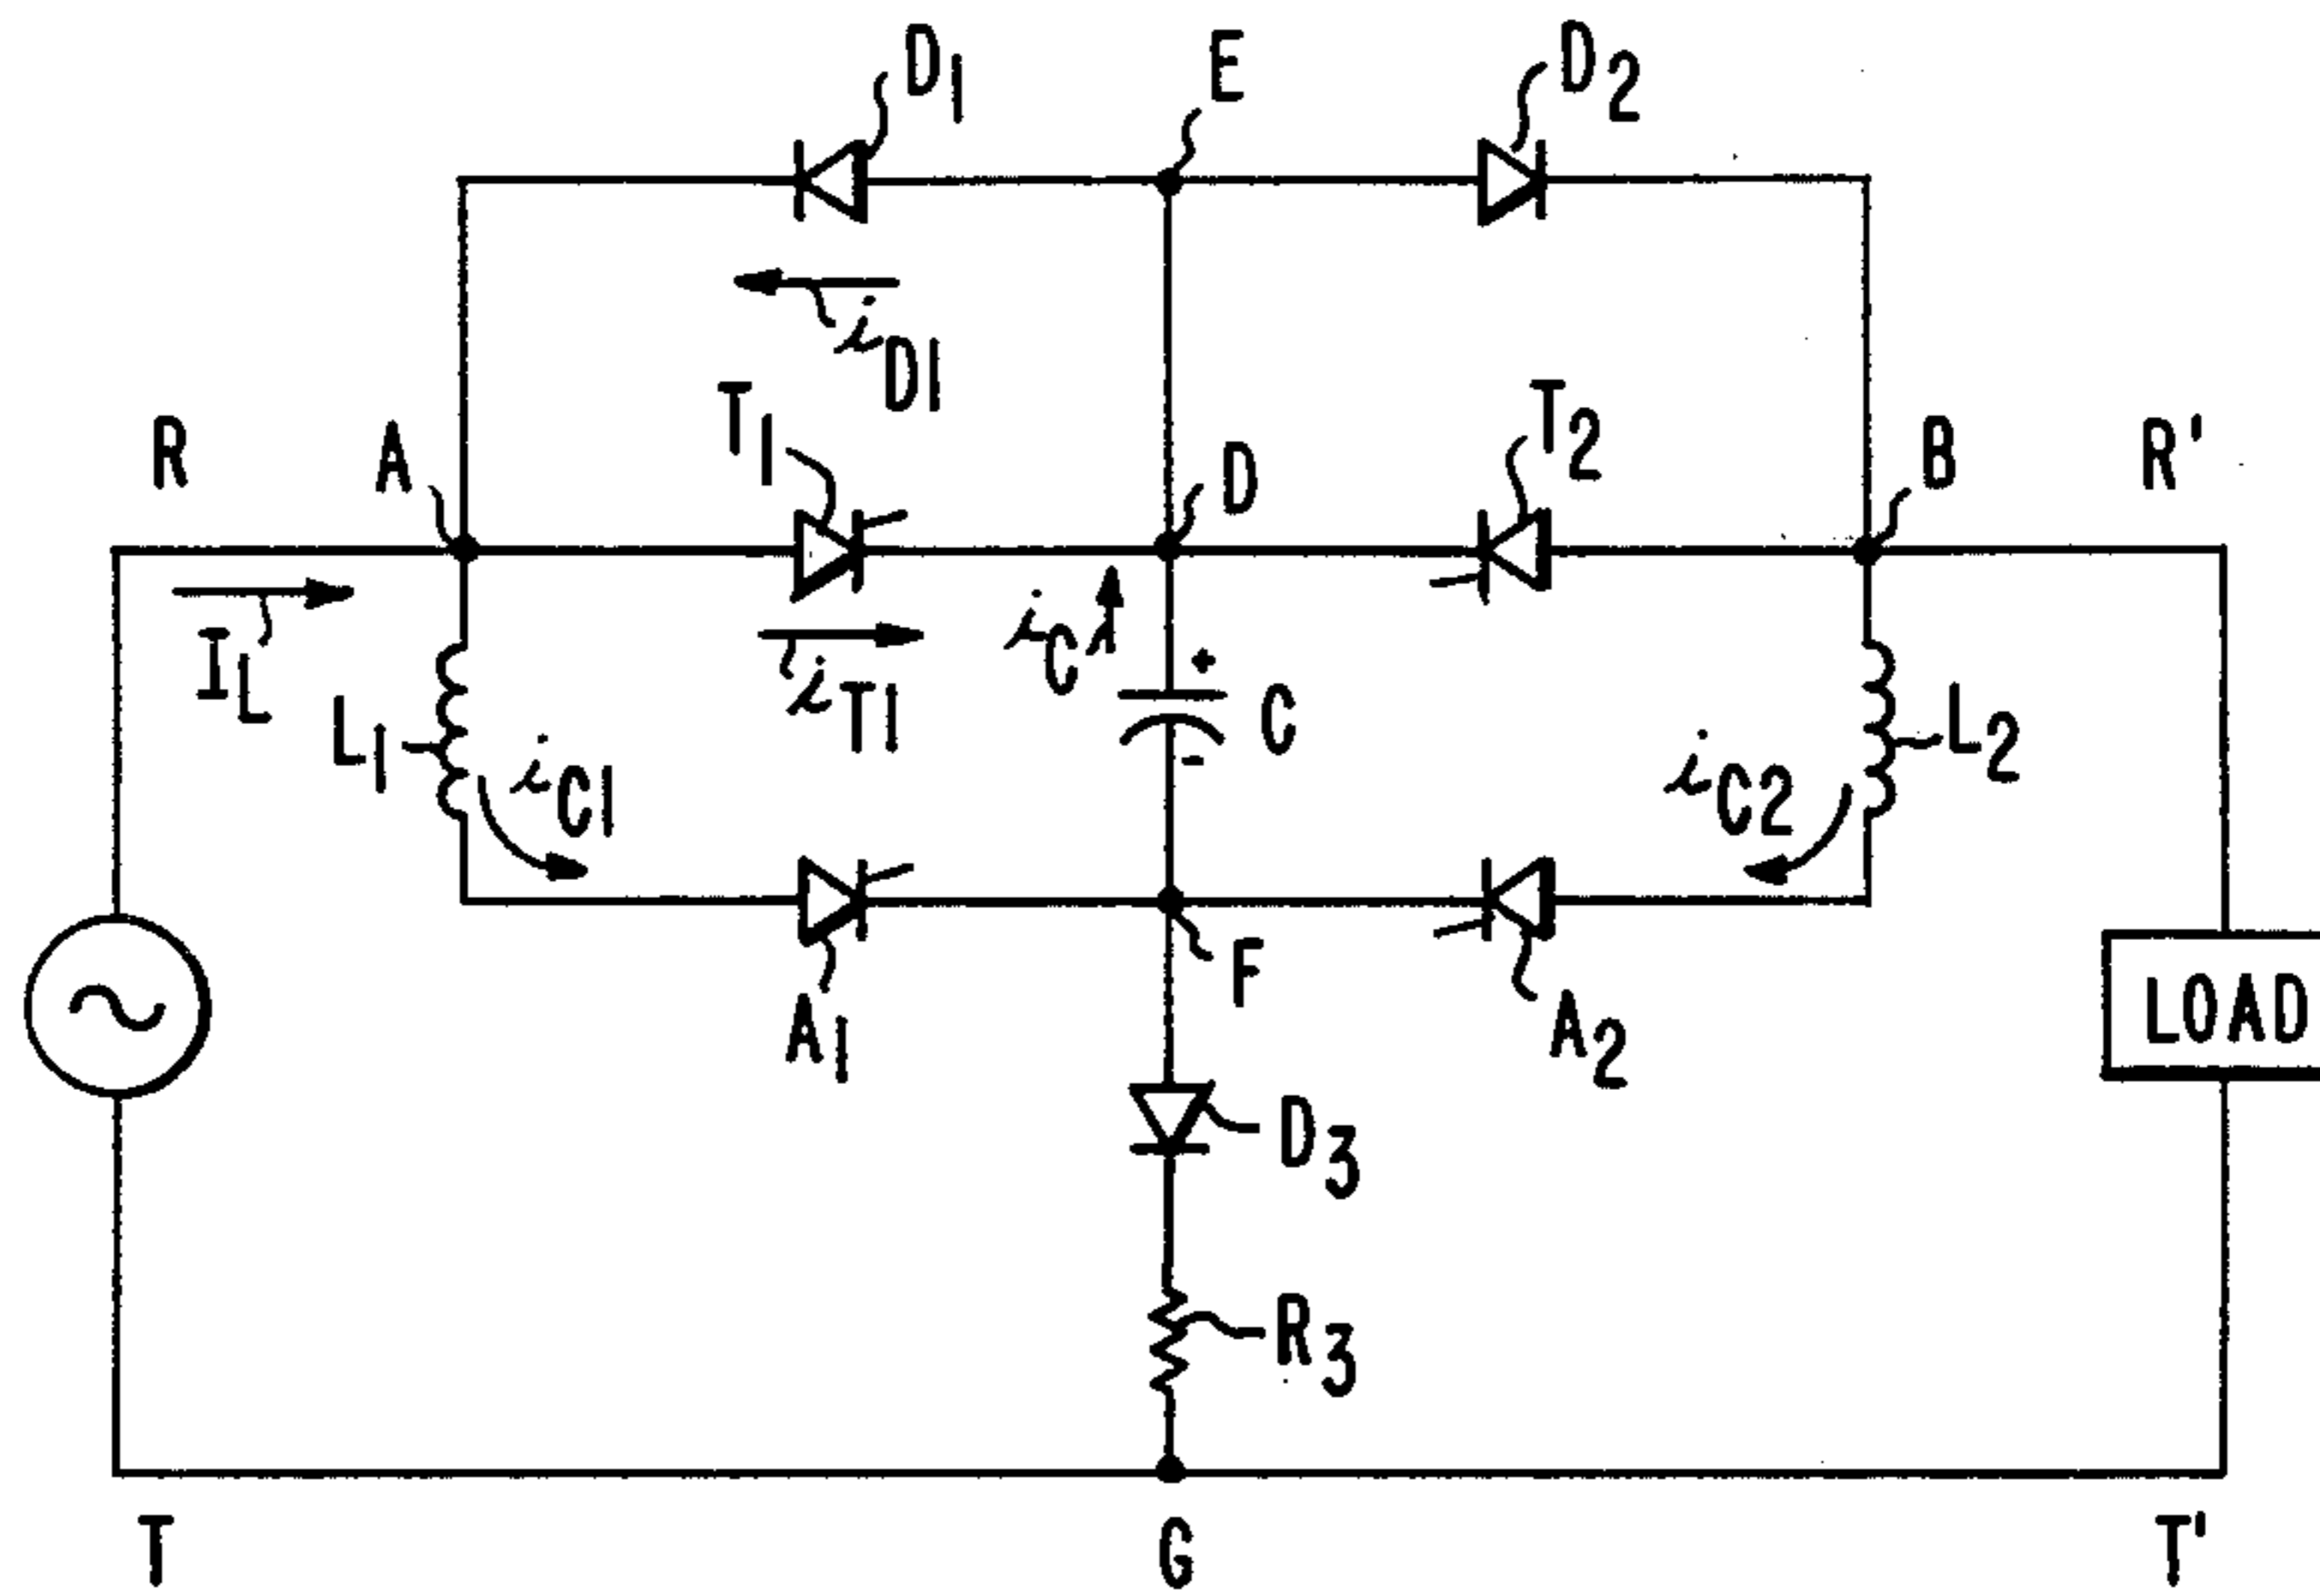 D1
E
D2
iD1
T1
T2
R
A
D
B
R'
IL
iT1
iC
+
C
-
L1
iC1
iC2
L2
F
A1
A2
LOAD
D3
R3
T
G
T'